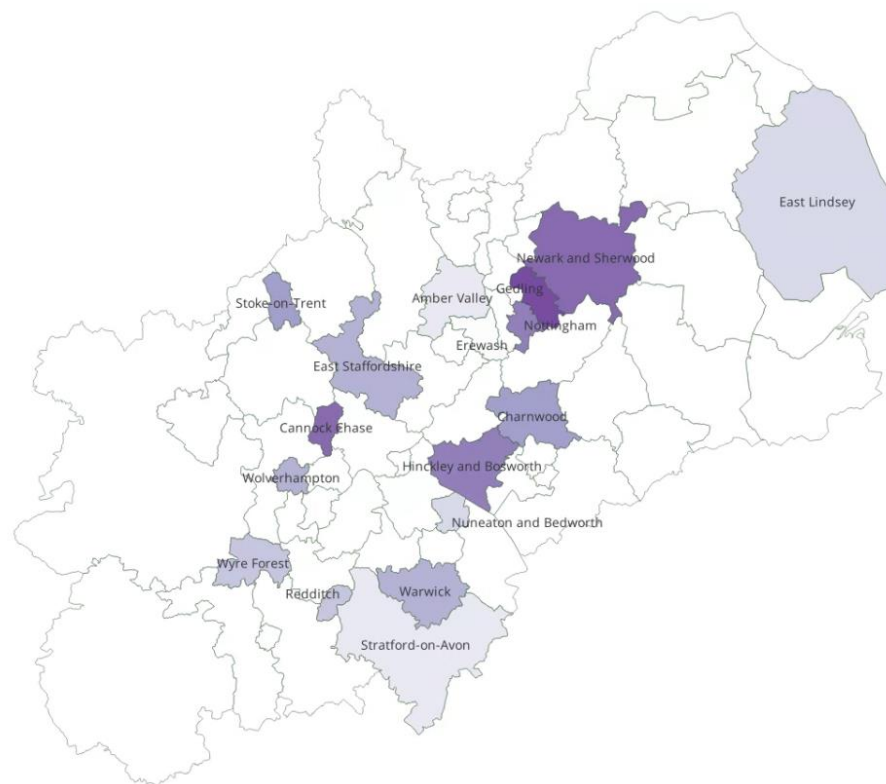 East Lindsey
Newark and Sherwood
Gedling
Stoke-on-Trent
Amber Valley
Nottingham
Erewash
East Staffordshire
Charnwood
Cannock Chase
Hinckley and Bosworth
Wolverhampton
Nuneaton and Bedworth
Wyre Forest
Redditch
Warwick
Stratford-on-Avon